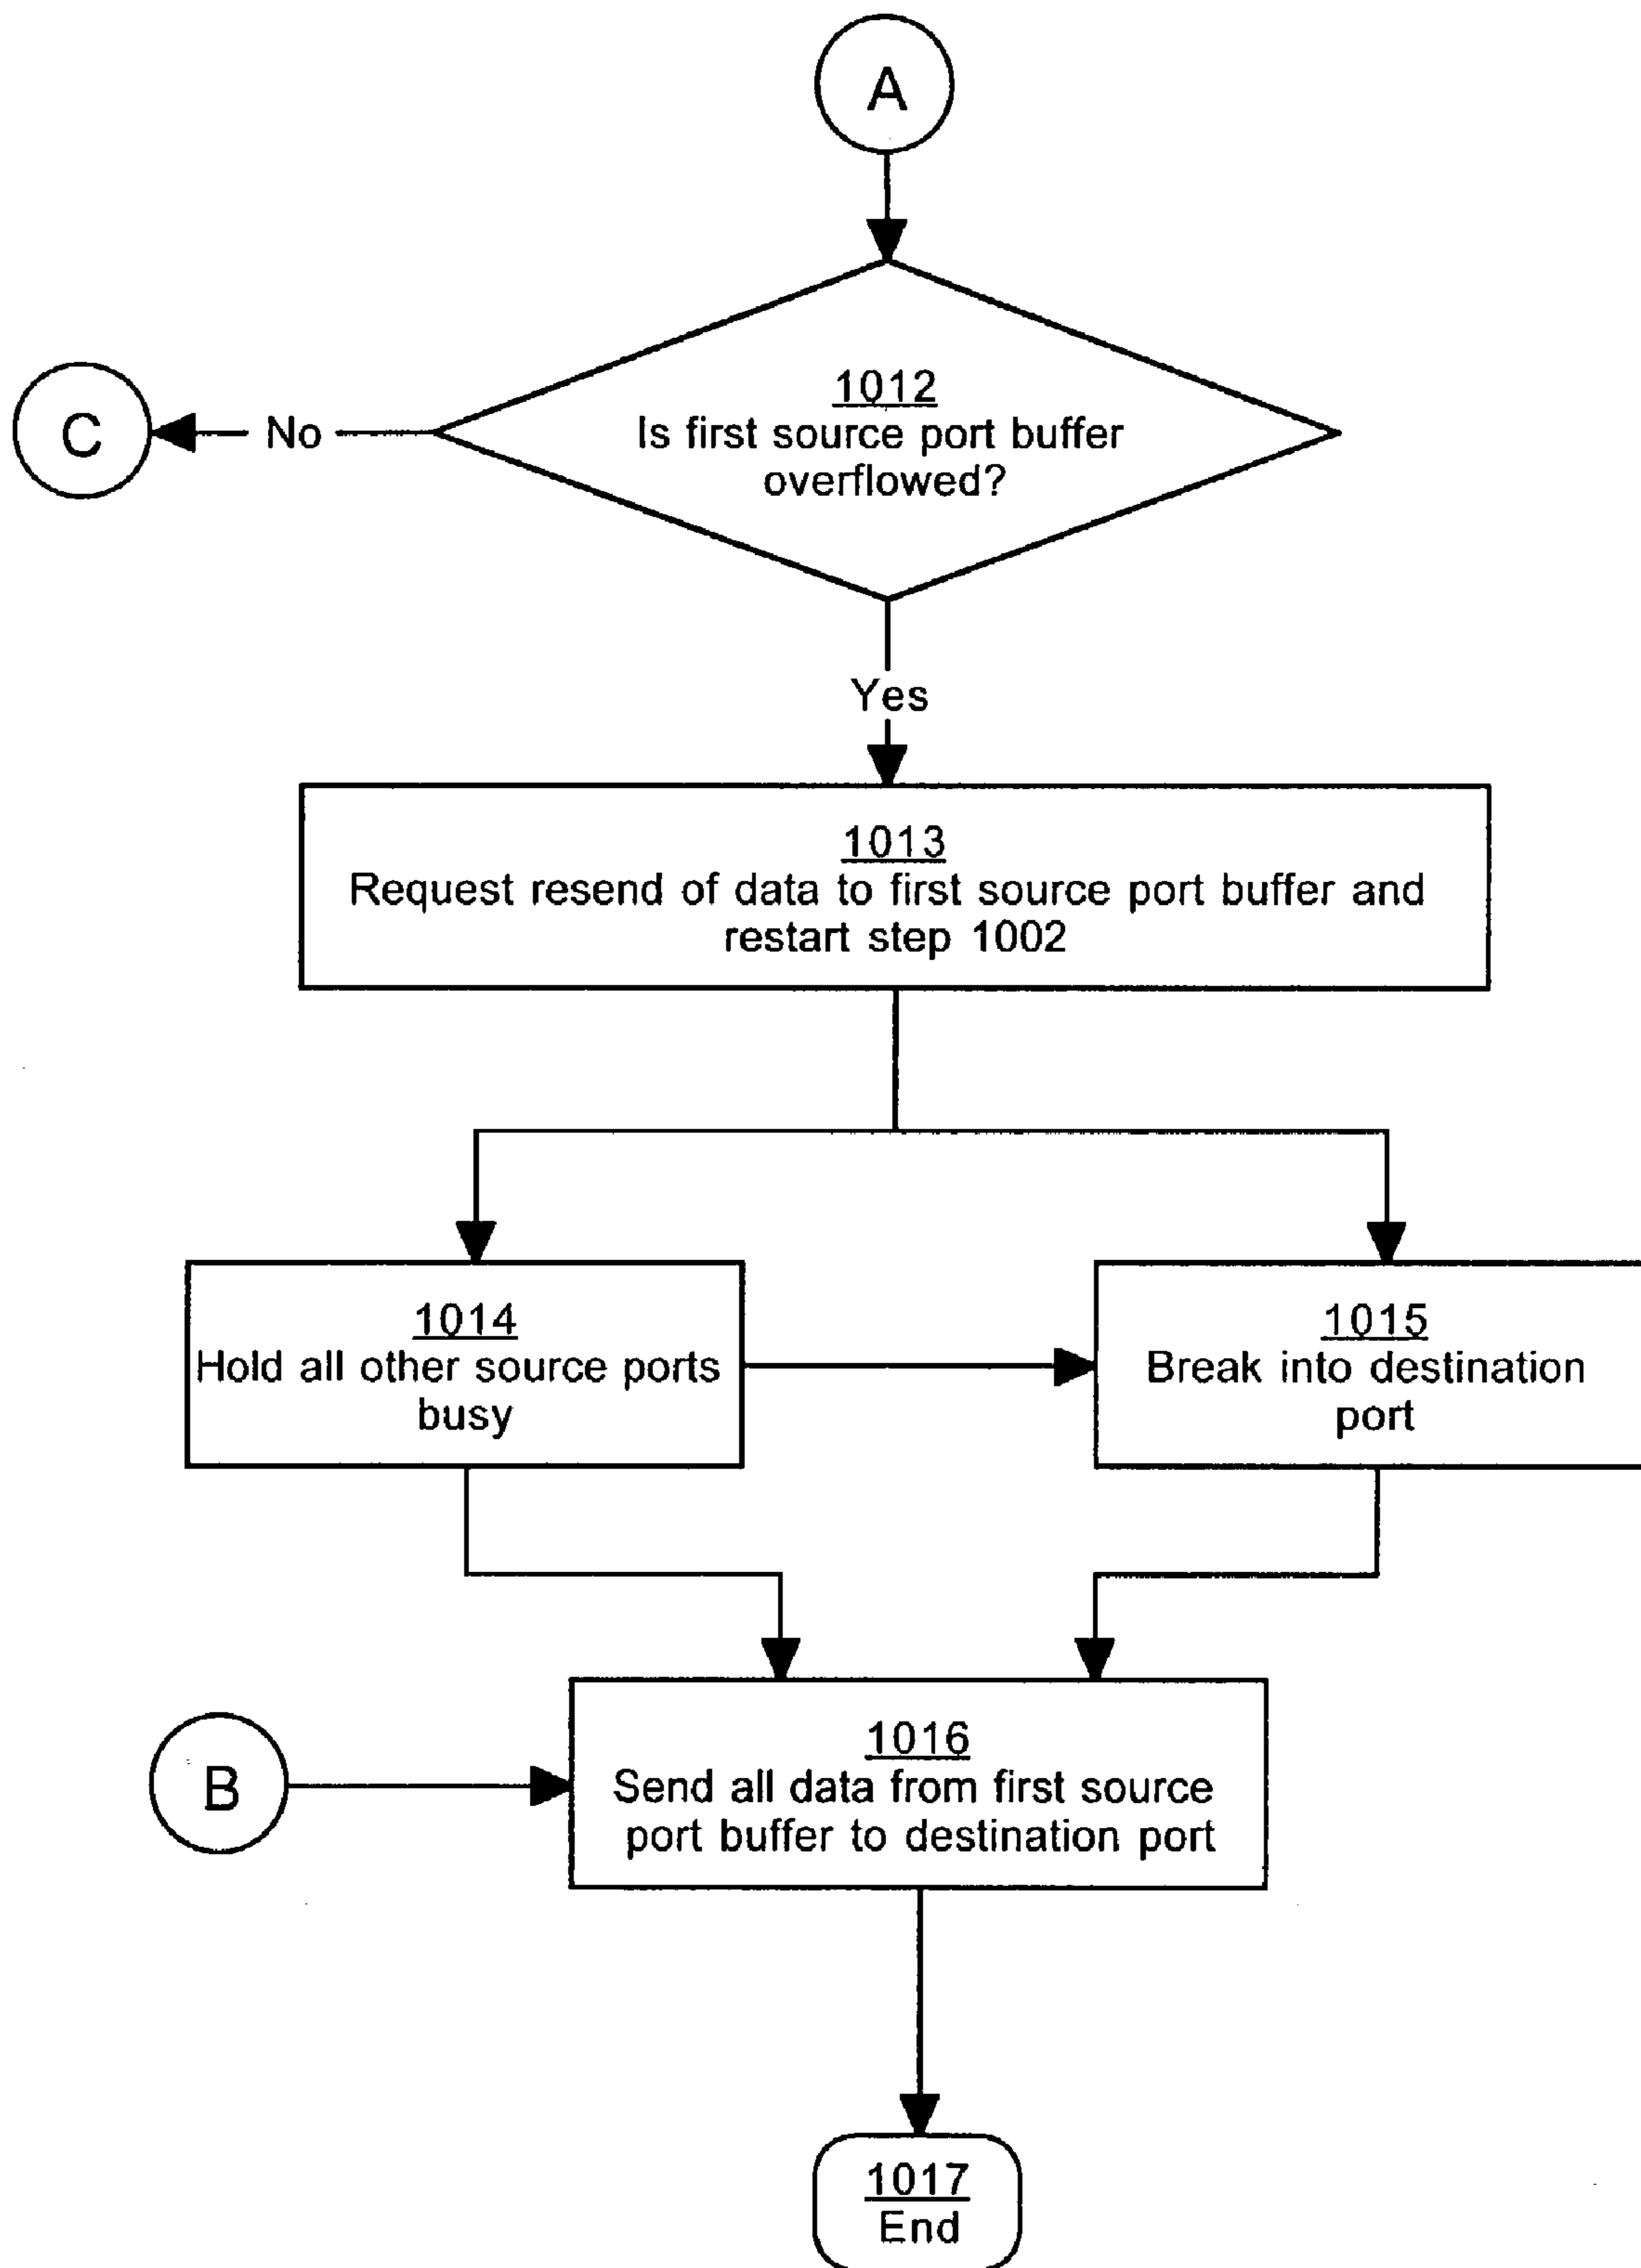 A
1012
Is first source port buffer
overflowed?
C
No
Yes
1013
Request resend of data to first source port buffer and
restart step 1002
1014
Hold all other source ports
busy
1015
Break into destination
port
B
1016
Send all data from first source
port buffer to destination port
1017
End